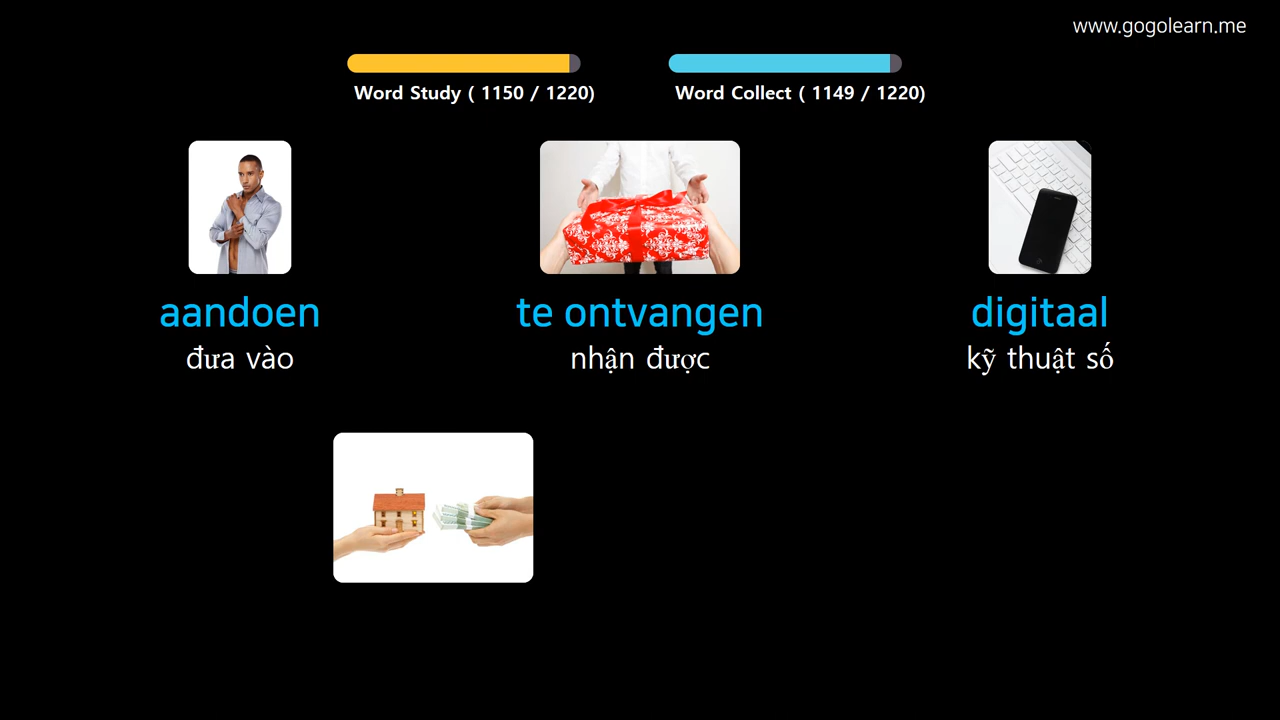 www.gogolearn.me
Word Study ( 1150 / 1220)
Word Collect ( 1149 / 1220)
aandoen
đưa vào
te ontvangen
nhận được
digitaal
kỹ thuật số